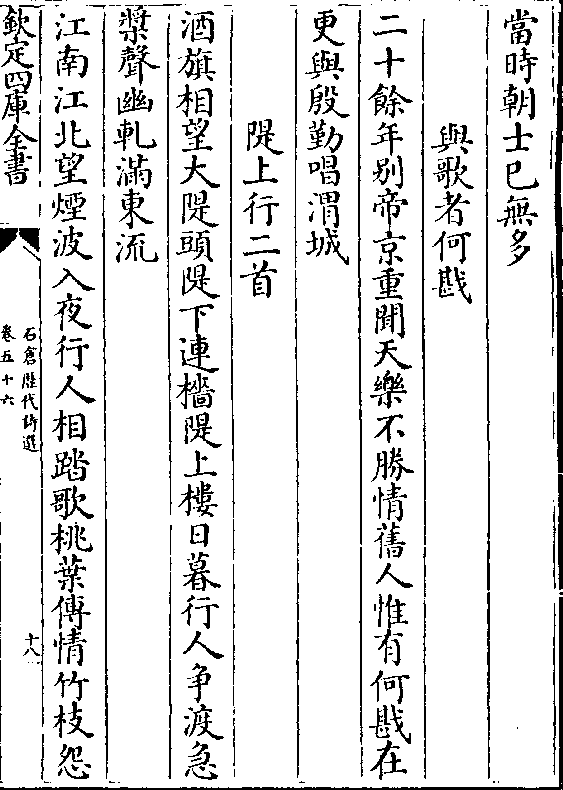 當時朝士已無多
與歌者何戡
二十餘年别帝京重聞天樂不勝情舊人惟有何戡在
更與殷勤唱渭城
隄上行二首
酒旗相望大隄頭隄下連檣隄上樓日暮行人争渡急
槳聲幽軋滿東流
江南江北望煙波入夜行人相踏歌桃葉傳情竹枝怨
欽定四庫全書
石倉歷代詩選
卷五十六
十八